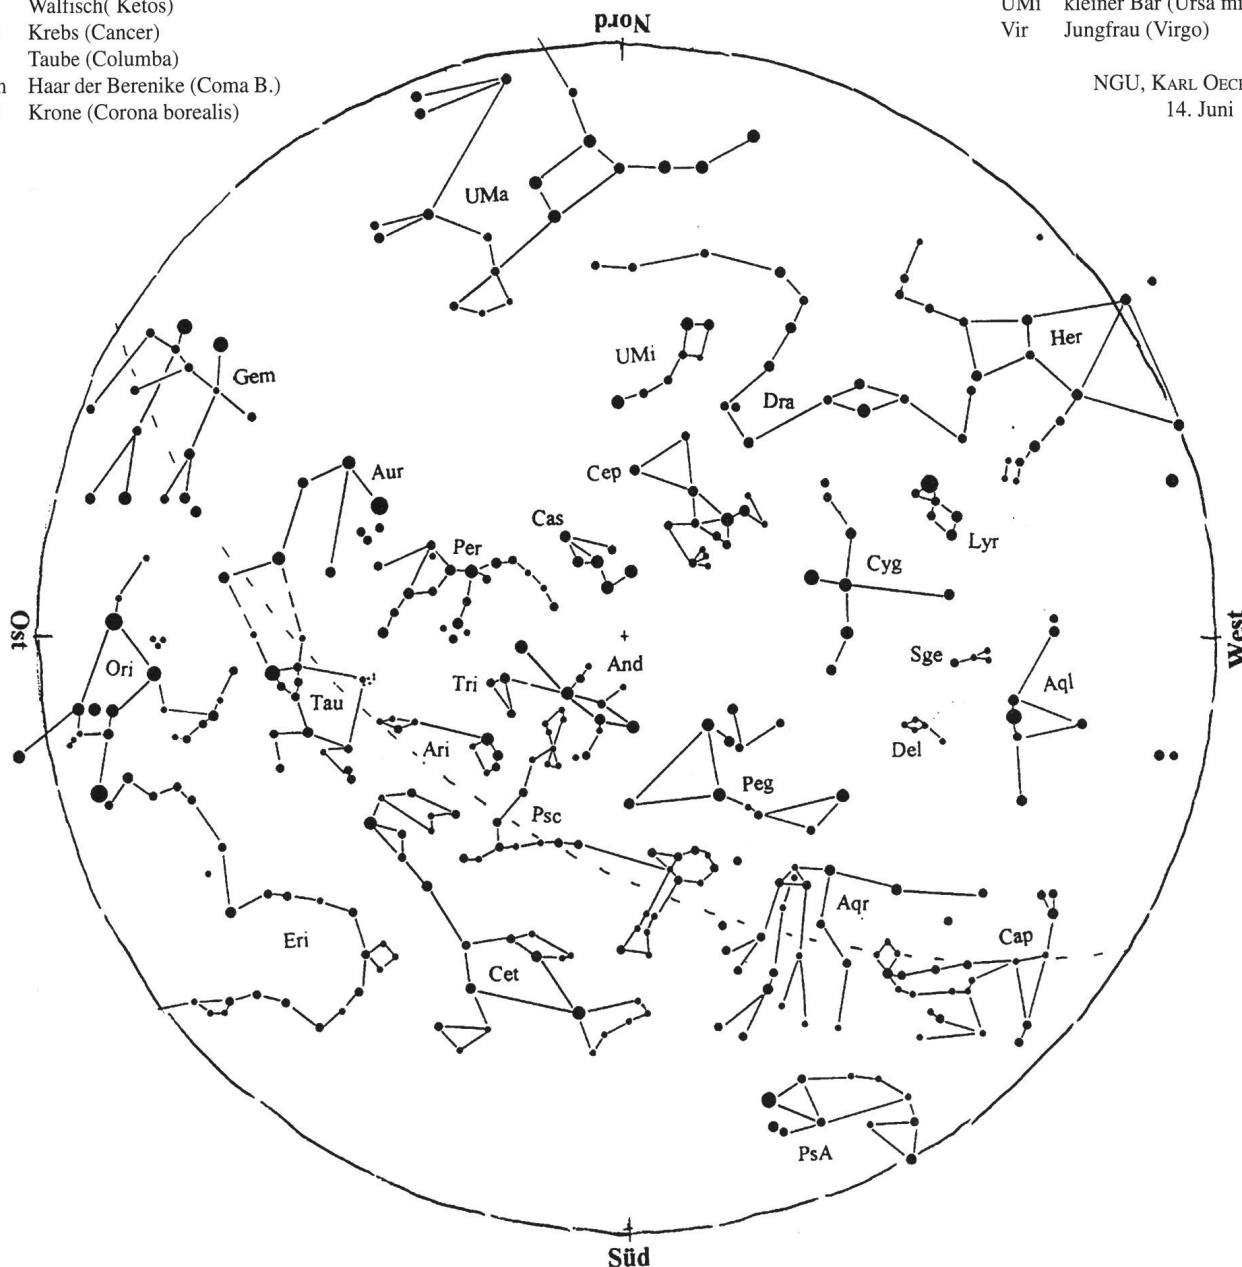 Walfisch( Ketos)
Krebs (Cancer)
Taube (Columba)
Haar der Berenike (Coma B.)
Krone (Corona borealis)
UMi kleiner Bär (Ursa mi
Vir Jungfrau (Virgo)
NGU, KARL OECH
14. Juni
Nord
UMa
Her
UMi
Gem
Dra
Aur
Cep
Cas
Lyr
Per
Cyg
Ost
West
Sge
And
Ori
Tri
Aql
Tau
Ari
Del
Peg
Psc
Aqr
Eri
Cap
Cet
PsA
Süd